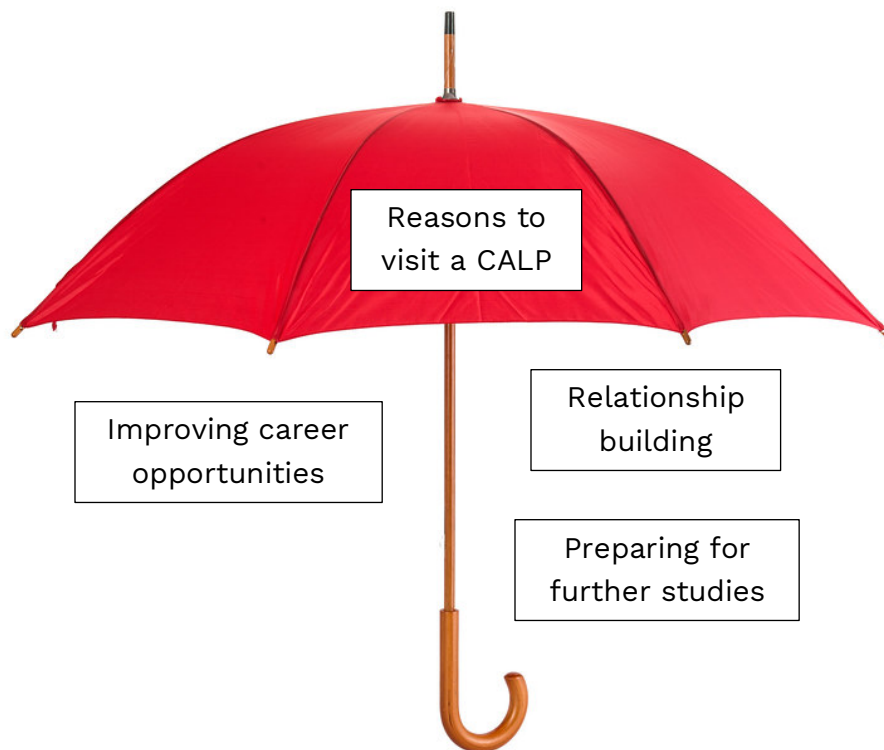 Reasons to
visit a CALP
Improving career
opportunities
Relationship
building
Preparing for
further studies